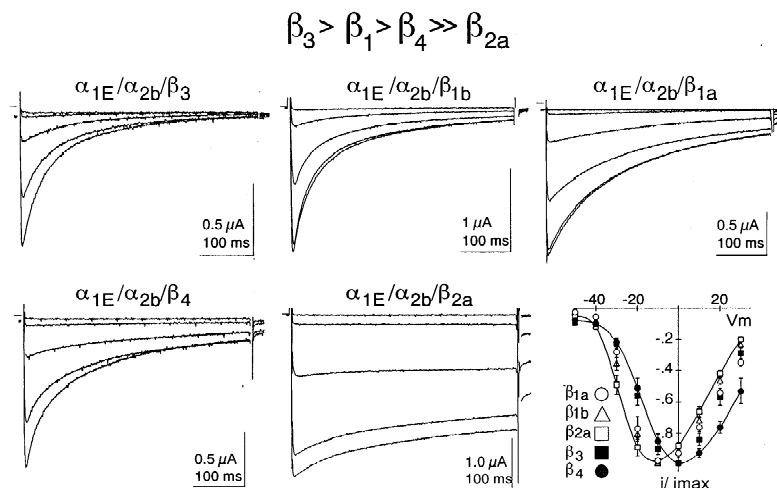 β3 > β1 > β4 >> β2a
α1E/α2b/β3
α1E/α2b/β1b
α1E/α2b/β1a
0.5 µA
100 ms
1 µA
100 ms
0.5 µA
100 ms
α1E/α2b/β4
α1E/α2b/β2a
0.5 µA
100 ms
1.0 µA
100 ms
-40 -20 20
Vm
-.2
-.4
-.6
.8
β1a
β1b
β2a
β3
β4
i/ imax